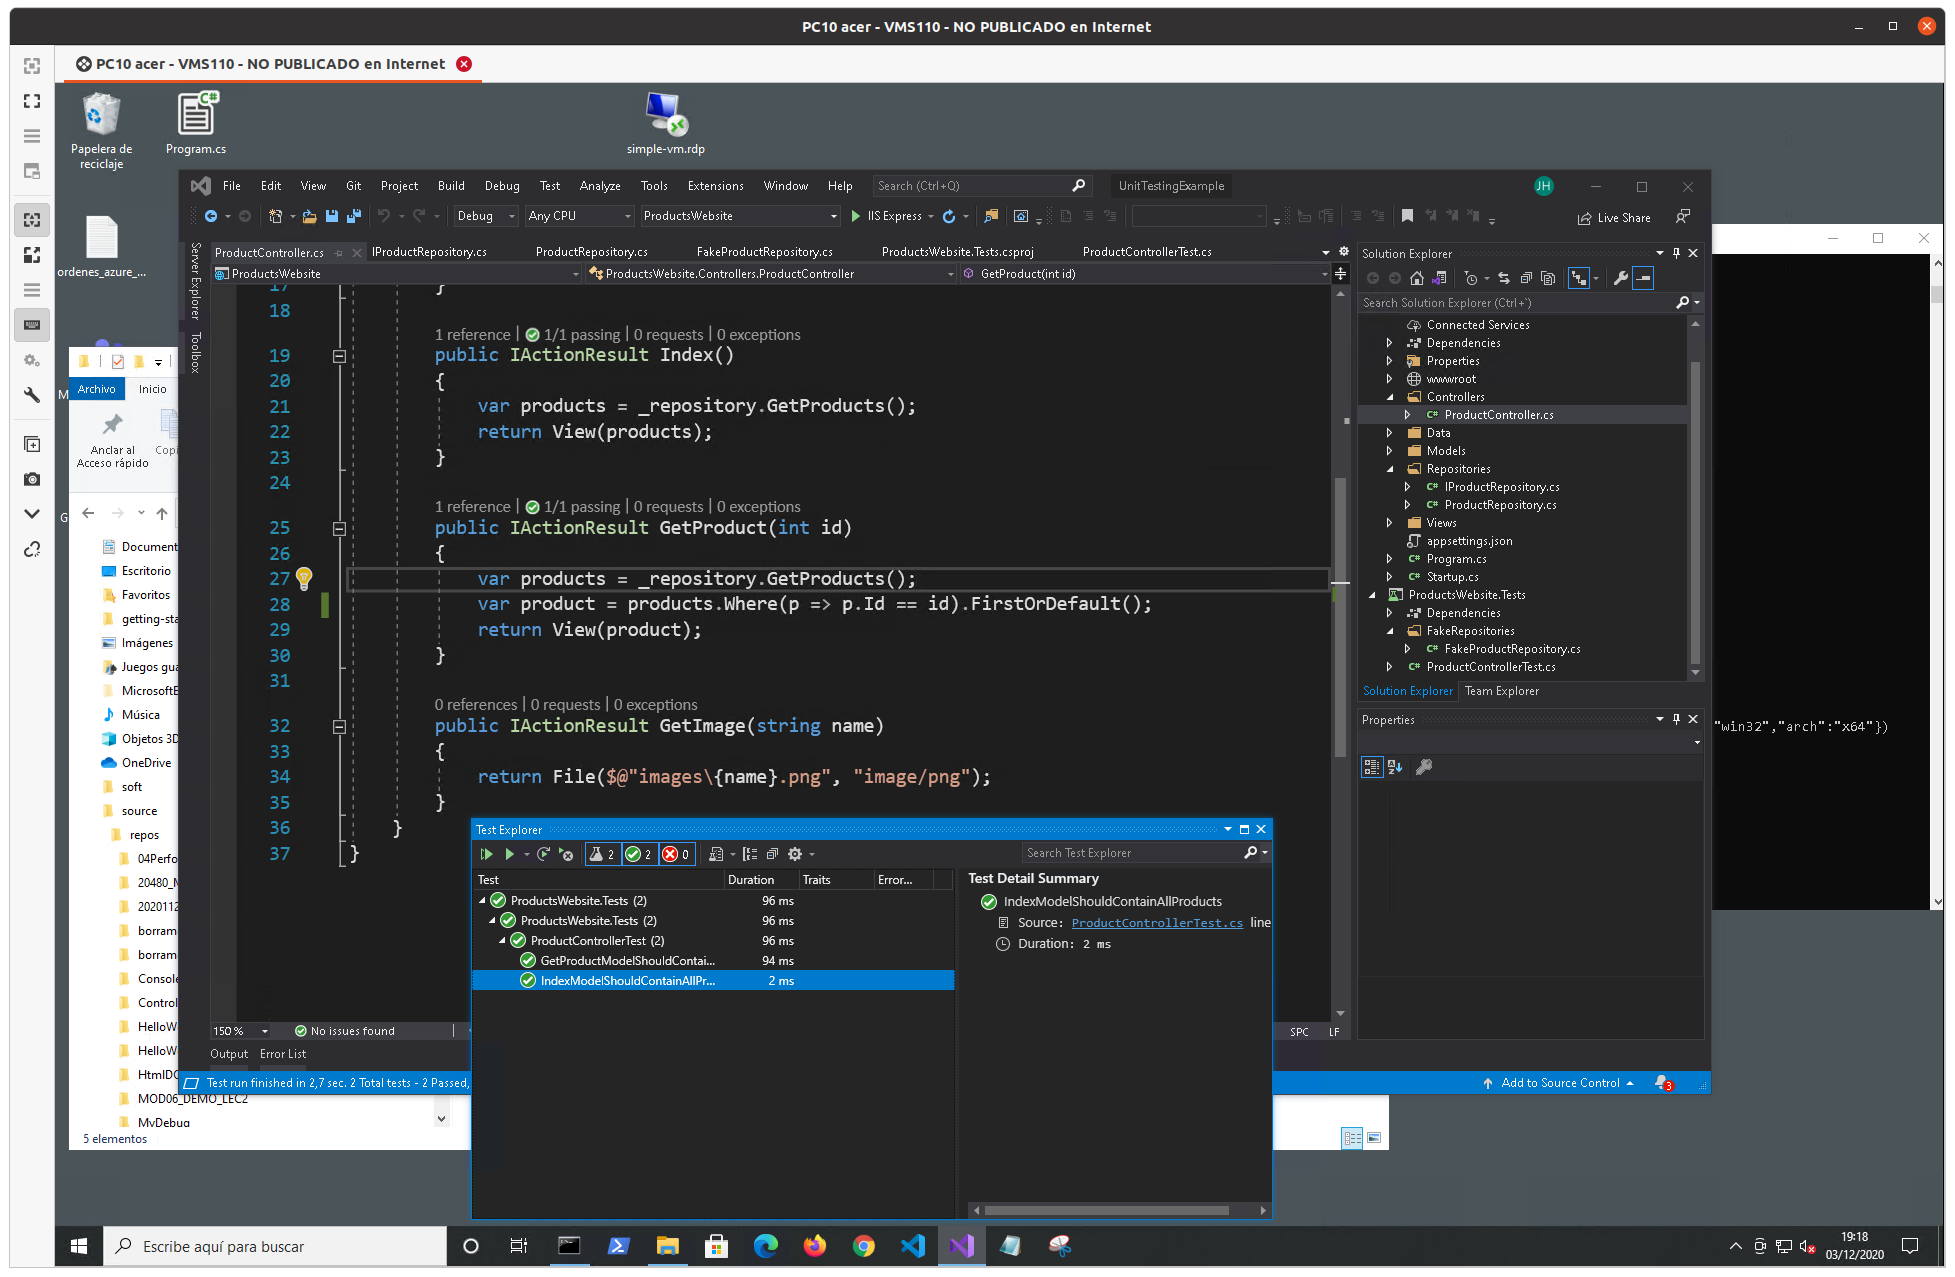 PC10 acer - VMS110 - NO PUBLICADO en Internet
PC10 acer - VMS110 - NO PUBLICADO en Internet
Papelera de
reciclaje
Program.cs
simple-vm.rdp
ordenes_azure_...
File Edit View Git Project Build Debug Test Analyze Tools Extensions Window Help Search (Ctrl+Q) UnitTestingExample JH
Debug Any CPU ProductsWebsite IIS Express Live Share
Server Explorer
Toolbox
ProductController.cs IProductRepository.cs ProductRepository.cs FakeProductRepository.cs ProductsWebsite.Tests.csproj ProductControllerTest.cs
ProductsWebsite ProductsWebsite.Controllers.ProductController GetProduct(int id)
17 }
18
1 reference | 1/1 passing | 0 requests | 0 exceptions
19 public IActionResult Index()
20 {
21 var products = _repository.GetProducts();
22 return View(products);
23 }
24
1 reference | 1/1 passing | 0 requests | 0 exceptions
25 public IActionResult GetProduct(int id)
26 {
27 var products = _repository.GetProducts();
28 var product = products.Where(p => p.Id == id).FirstOrDefault();
29 return View(product);
30 }
31
0 references | 0 requests | 0 exceptions
32 public IActionResult GetImage(string name)
33 {
34 return File($@"images\{name}.png", "image/png");
35 }
36 }
37 }
150 % No issues found
SPC LF
Output Error List
Test run finished in 2,7 sec. 2 Total tests - 2 Passed,
Add to Source Control 3
Solution Explorer
Search Solution Explorer (Ctrl+`)
Connected Services
Dependencies
Properties
wwwroot
Controllers
C# ProductController.cs
Data
Models
Repositories
C# IProductRepository.cs
C# ProductRepository.cs
Views
appsettings.json
C# Program.cs
C# Startup.cs
ProductsWebsite.Tests
Dependencies
FakeRepositories
C# FakeProductRepository.cs
C# ProductControllerTest.cs
Solution Explorer Team Explorer
Properties
"win32","arch":"x64"})
Test Explorer
2 2 0
Search Test Explorer
Test Duration Traits Error...
ProductsWebsite.Tests (2) 96 ms
ProductsWebsite.Tests (2) 96 ms
ProductControllerTest (2) 96 ms
GetProductModelShouldContai... 94 ms
IndexModelShouldContainAllPr... 2 ms
Test Detail Summary
IndexModelShouldContainAllProducts
Source: ProductControllerTest.cs line
Duration: 2 ms
M
G
Archivo Inicio
Anclar al
Acceso rápido
Copi
Document
Escritorio
Favoritos
getting-sta
Imágenes
Juegos gua
MicrosoftE
Música
Objetos 3D
OneDrive
soft
source
repos
04Perfo
20480_
2020112
borram
borram
Console
Control
HelloW
HelloW
HtmlDO
MOD06_DEMO_LEC2
MyDebug
5 elementos
Escribe aquí para buscar
19:18
03/12/2020